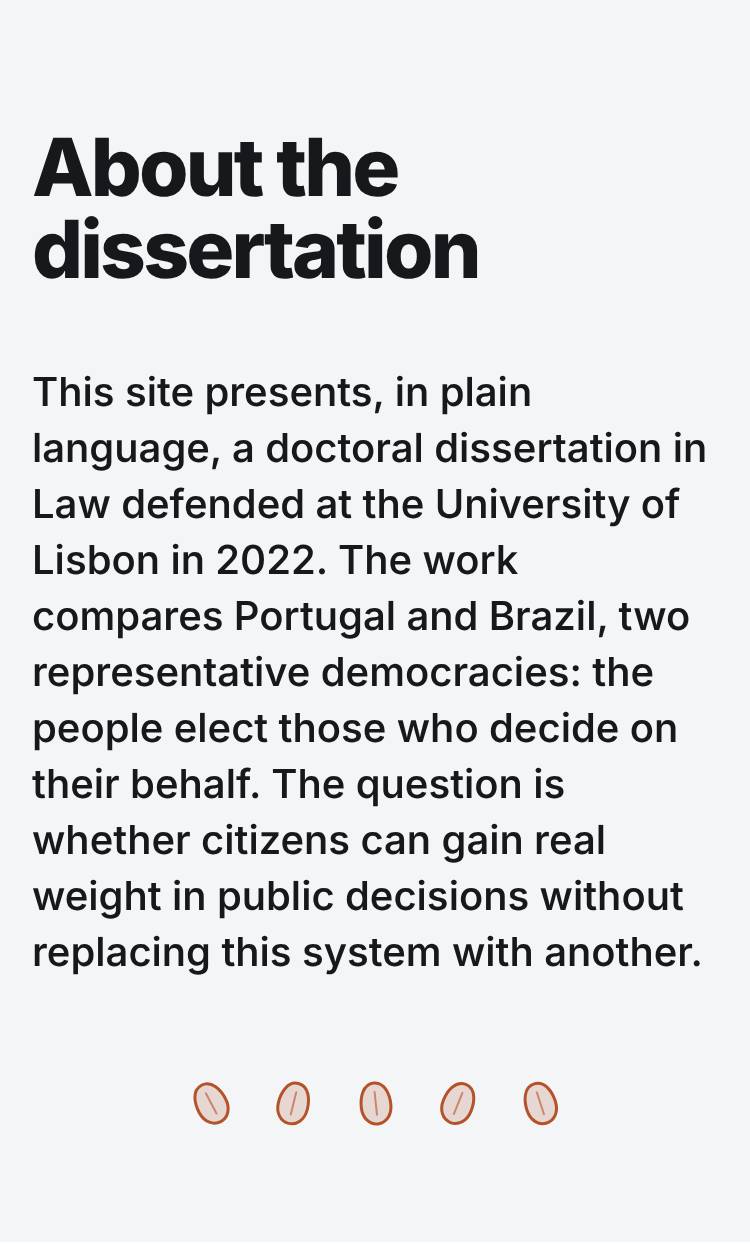 About the
dissertation
This site presents, in plain
language, a doctoral dissertation in
Law defended at the University of
Lisbon in 2022. The work
compares Portugal and Brazil, two
representative democracies: the
people elect those who decide on
their behalf. The question is
whether citizens can gain real
weight in public decisions without
replacing this system with another.